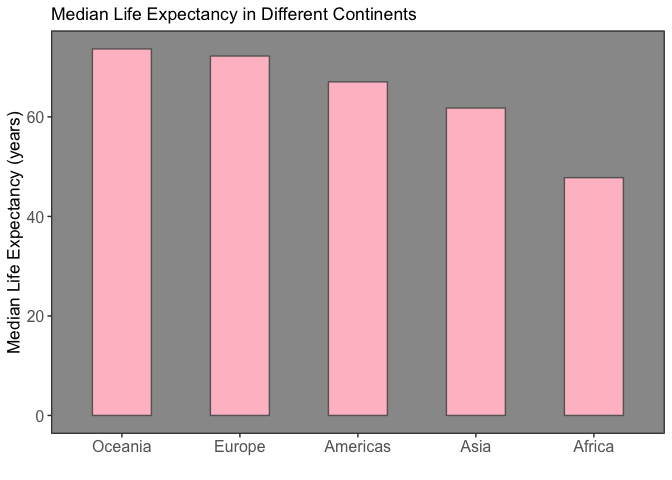 Median Life Expectancy in Different Continents
Median Life Expectancy (years)
60
40
20
0
Oceania Europe Americas Asia Africa